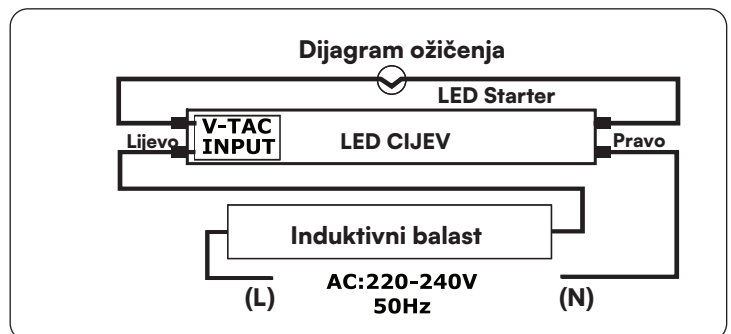 Dijagram ožičenja
LED Starter
Lijevo
V-TAC
INPUT
LED CIJEV
Pravo
Induktivni balast
(L)
AC:220-240V
50Hz
(N)